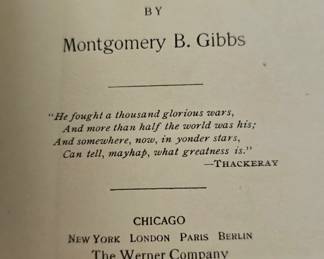 BY
Montgomery B. Gibbs
"He fought a thousand glorious wars,
And more than half the world was his;
And somewhere, now, in yonder stars,
Can tell, mayhap, what greatness is."
—THACKERAY
CHICAGO
NEW YORK LONDON PARIS BERLIN
The Werner Company